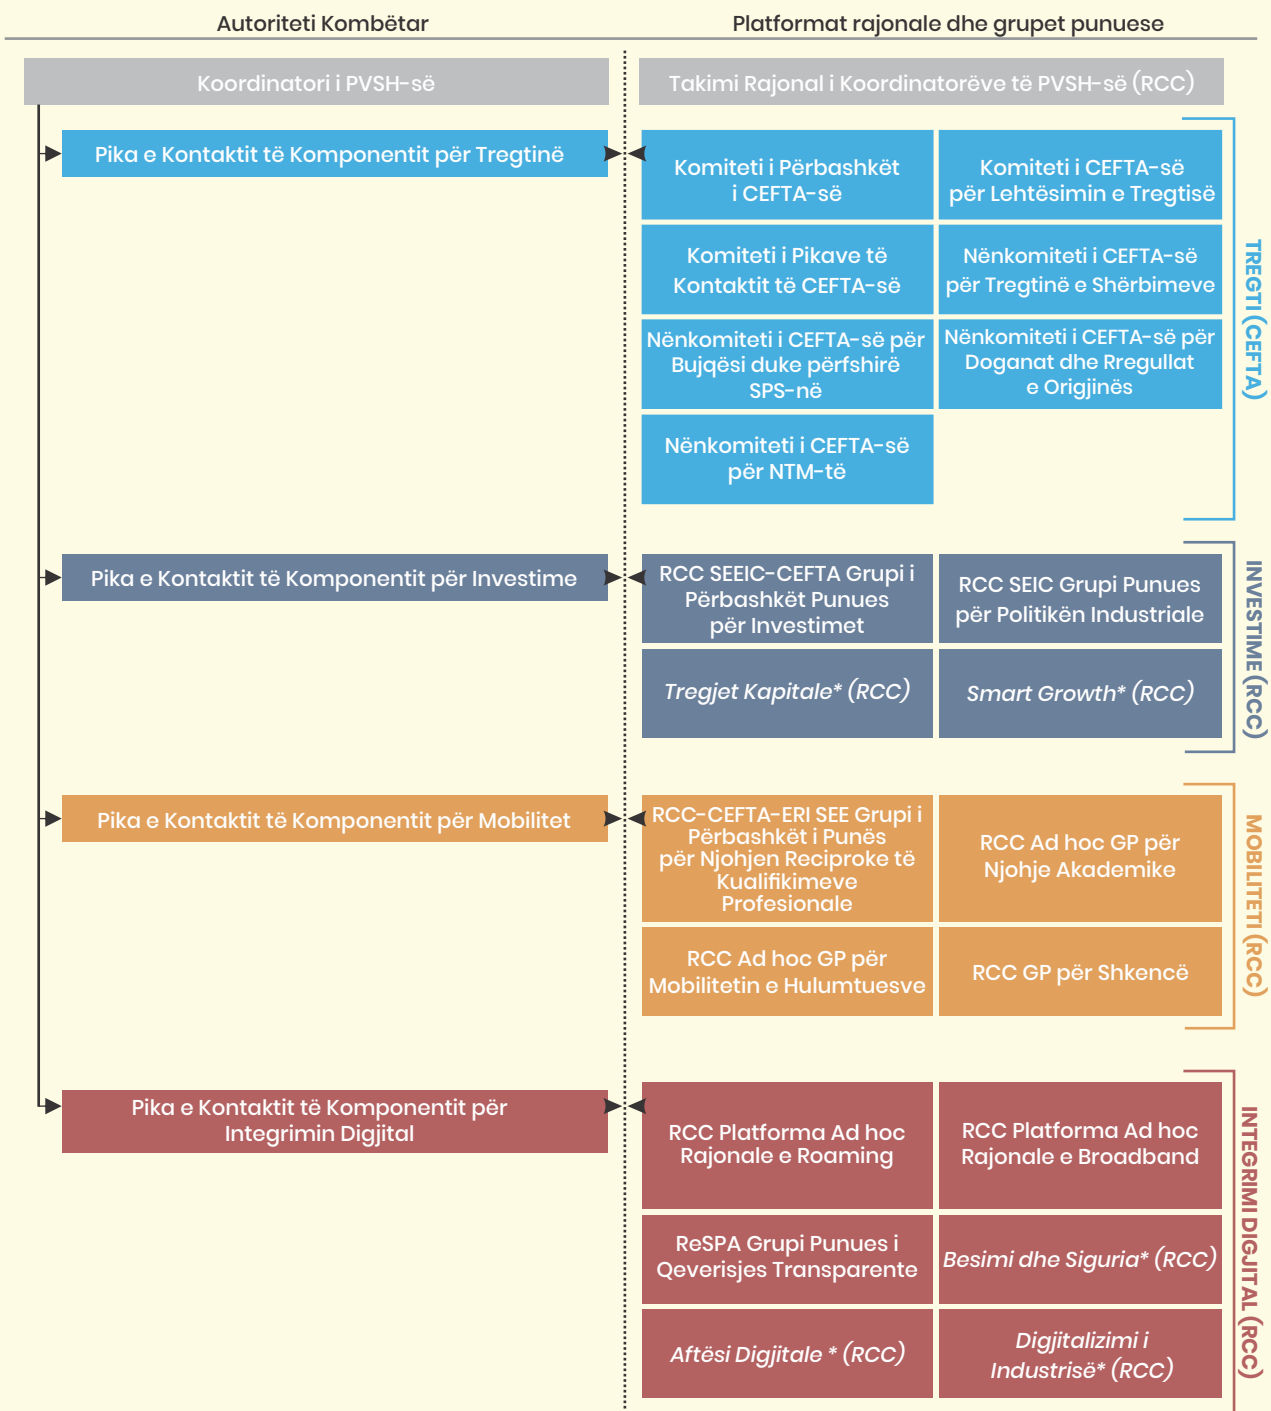 Autoriteti Kombëtar
Platformat rajonale dhe grupet punuese
Koordinatori i PVSH-së
Takimi Rajonal i Koordinatorëve të PVSH-së (RCC)
Pika e Kontaktit të Komponentit për Tregtinë
Komiteti i Përbashkët
i CEFTA-së
Komiteti i CEFTA-së
për Lehtësimin e Tregtisë
Komiteti i Pikave të
Kontaktit të CEFTA-së
Nënkomiteti i CEFTA-së
për Tregtinë e Shërbimeve
Nënkomiteti i CEFTA-së për
Bujqësi duke përfshirë
SPS-në
Nënkomiteti i CEFTA-së për
Doganat dhe Rregullat
e Origjinës
Nënkomiteti i CEFTA-së
për NTM-të
TREGTI (CEFTA)
Pika e Kontaktit të Komponentit për Investime
RCC SEEIC-CEFTA Grupi i
Përbashkët Punues
për Investimet
RCC SEIC Grupi Punues
për Politikën Industriale
Tregjet Kapitale* (RCC)
Smart Growth* (RCC)
INVESTIME (RCC)
Pika e Kontaktit të Komponentit për Mobilitet
RCC-CEFTA-ERI SEE Grupi i
Përbashkët i Punës
për Njohjen Reciproke të
Kualifikimeve
Profesionale
RCC Ad hoc GP për
Njohje Akademike
RCC Ad hoc GP për
Mobilitetin e Hulumtuesve
RCC GP për Shkencë
MOBILITETI (RCC)
Pika e Kontaktit të Komponentit për
Integrimin Digjital
RCC Platforma Ad hoc
Rajonale e Roaming
RCC Platforma Ad hoc
Rajonale e Broadband
ReSPA Grupi Punues i
Qeverisjes Transparente
Besimi dhe Siguria* (RCC)
Aftësi Digjitale * (RCC)
Digjitalizimi i
Industrisë* (RCC)
INTEGRIMI DIGJITAL (RCC)